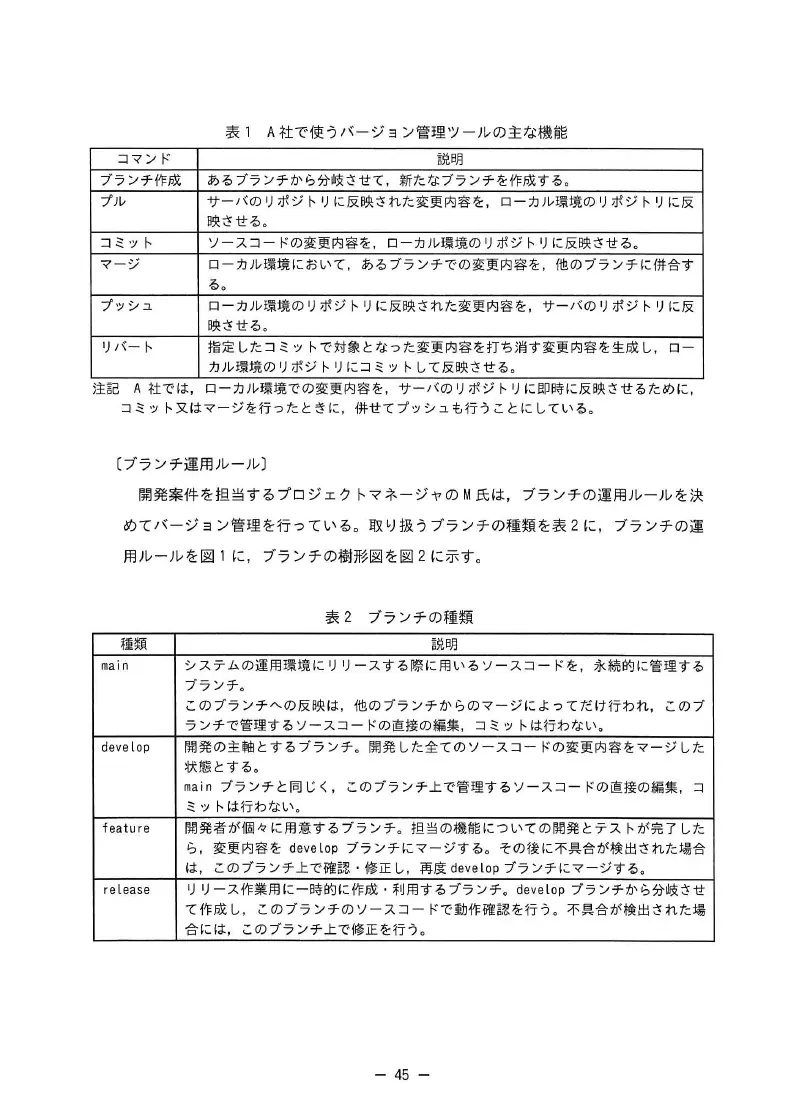 表1　A社で使うバージョン管理ツールの主な機能
コマンド　説明
ブランチ作成　あるブランチから分岐させて，新たなブランチを作成する。
プル　サーバのリポジトリに反映された変更内容を，ローカル環境のリポジトリに反
映させる。
コミット　ソースコードの変更内容を，ローカル環境のリポジトリに反映させる。
マージ　ローカル環境において，あるブランチでの変更内容を，他のブランチに併合す
る。
プッシュ　ローカル環境のリポジトリに反映された変更内容を，サーバのリポジトリに反
映させる。
リバート　指定したコミットで対象となった変更内容を打ち消す変更内容を生成し，ロー
カル環境のリポジトリにコミットして反映させる。
注記　A 社では，ローカル環境での変更内容を，サーバのリポジトリに即時に反映させるために，
コミット又はマージを行ったときに，併せてプッシュも行うことにしている。
〔ブランチ運用ルール〕
開発案件を担当するプロジェクトマネージャの M 氏は，ブランチの運用ルールを決
めてバージョン管理を行っている。取り扱うブランチの種類を表 2 に，ブランチの運
用ルールを図 1 に，ブランチの樹形図を図 2 に示す。
表2　ブランチの種類
種類　説明
main　システムの運用環境にリリースする際に用いるソースコードを，永続的に管理する
ブランチ。
このブランチへの反映は，他のブランチからのマージによってだけ行われ，このブ
ランチで管理するソースコードの直接の編集，コミットは行わない。
develop　開発の主軸とするブランチ。開発した全てのソースコードの変更内容をマージした
状態とする。
main ブランチと同じく，このブランチ上で管理するソースコードの直接の編集，コ
ミットは行わない。
feature　開発者が個々に用意するブランチ。担当の機能についての開発とテストが完了した
ら，変更内容を develop ブランチにマージする。その後に不具合が検出された場合
は，このブランチ上で確認・修正し，再度 develop ブランチにマージする。
release　リリース作業用に一時的に作成・利用するブランチ。develop ブランチから分岐させ
て作成し，このブランチのソースコードで動作確認を行う。不具合が検出された場
合には，このブランチ上で修正を行う。
― 45 ―